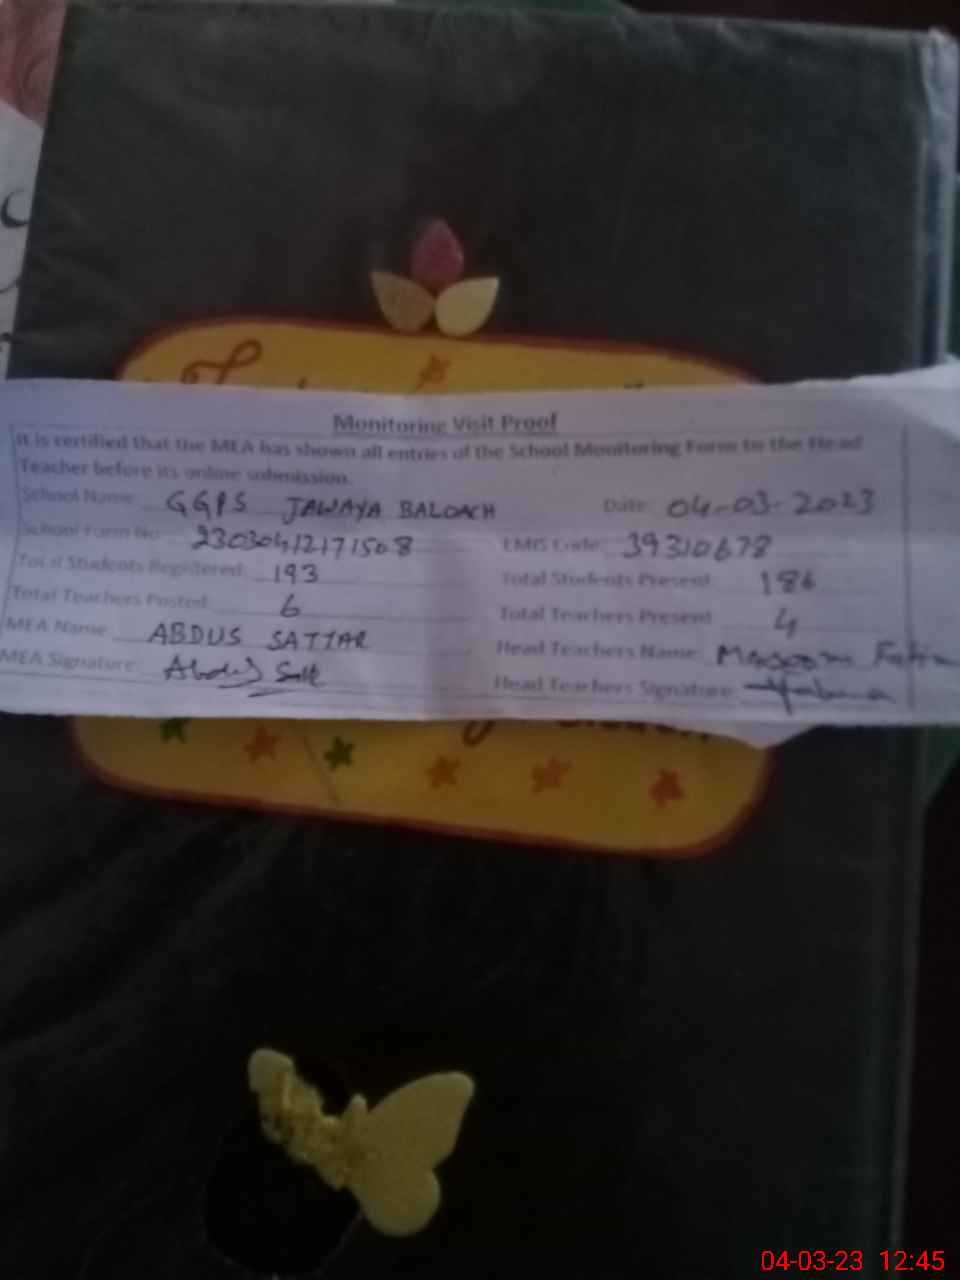 Monitoring Visit Proof
It is certified that the MEA has shown all entries of the School Monitoring Form to the Head
Teacher before its online submission.
School Name: GGPS JAWAYA BALOACH Date: 04-03-2023
School Form No: 23030412171508 EMIS Code: 39310678
Total Students Registered: 193 Total Students Present: 186
Total Teachers Posted: 6 Total Teachers Present: 4
MEA Name: ABDUS SATTAR Head Teachers Name:
MEA Signature: Head Teachers Signature:
04-03-23 12:45